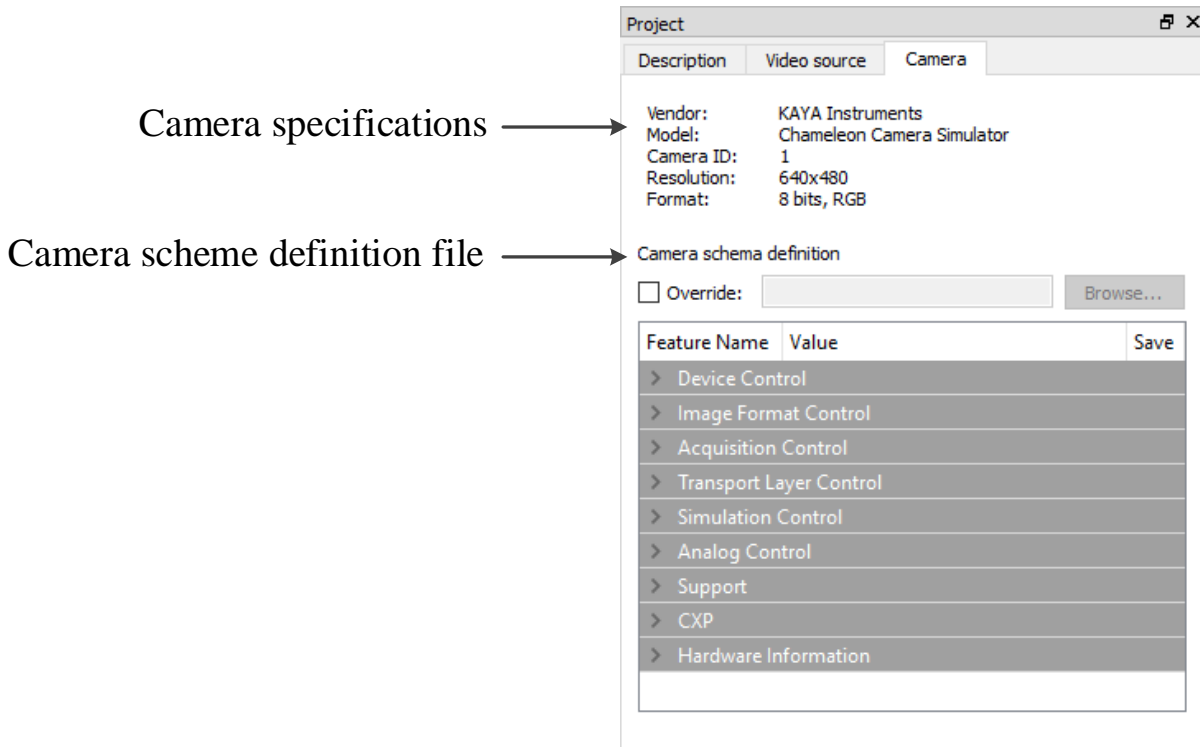 Project
Description Video source Camera
Camera specifications
Vendor: KAYA Instruments
Model: Chameleon Camera Simulator
Camera ID: 1
Resolution: 640x480
Format: 8 bits, RGB
Camera scheme definition file
Camera schema definition
Override: Browse...
Feature Name Value Save
Device Control
Image Format Control
Acquisition Control
Transport Layer Control
Simulation Control
Analog Control
Support
CXP
Hardware Information